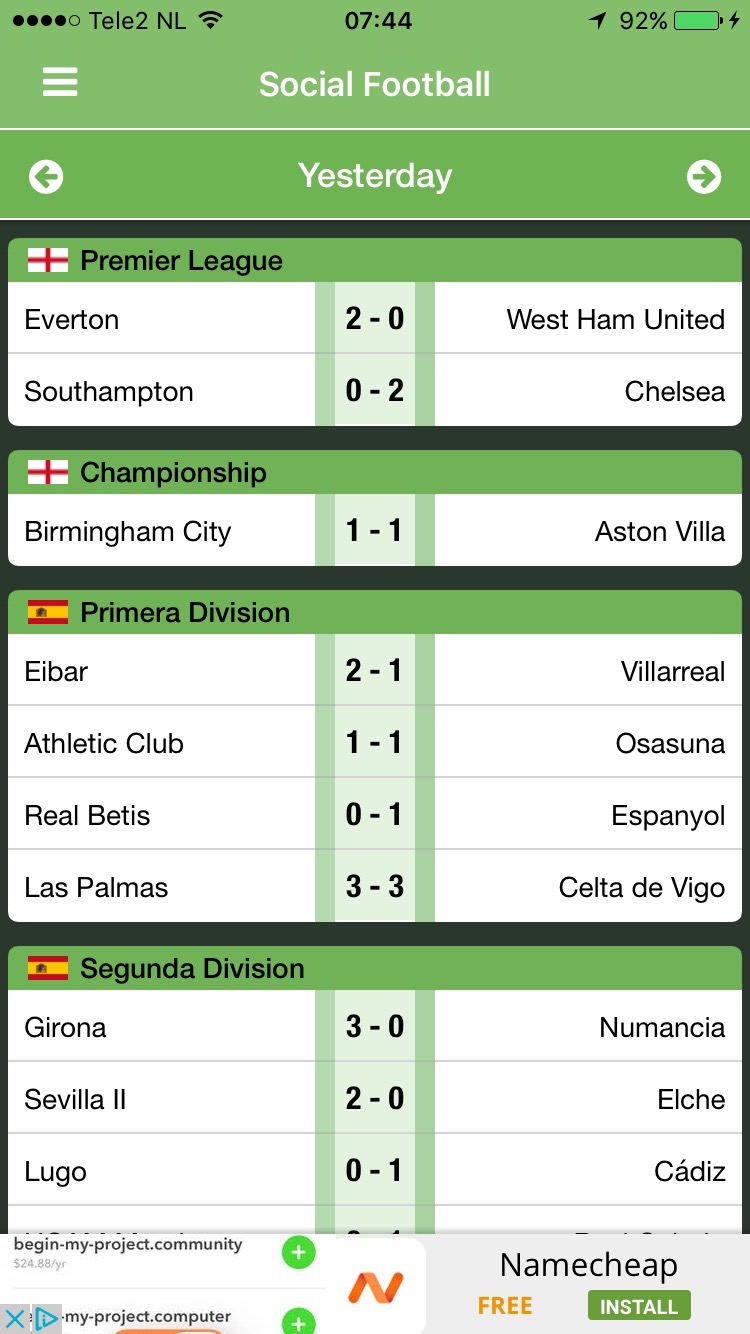 Tele2 NL 07:44 92%
Social Football
Yesterday
Premier League
Everton 2 - 0 West Ham United
Southampton 0 - 2 Chelsea
Championship
Birmingham City 1 - 1 Aston Villa
Primera Division
Eibar 2 - 1 Villarreal
Athletic Club 1 - 1 Osasuna
Real Betis 0 - 1 Espanyol
Las Palmas 3 - 3 Celta de Vigo
Segunda Division
Girona 3 - 0 Numancia
Sevilla II 2 - 0 Elche
Lugo 0 - 1 Cádiz
begin-my-project.community
$24.88/yr
-my-project.computer
Namecheap
FREE INSTALL